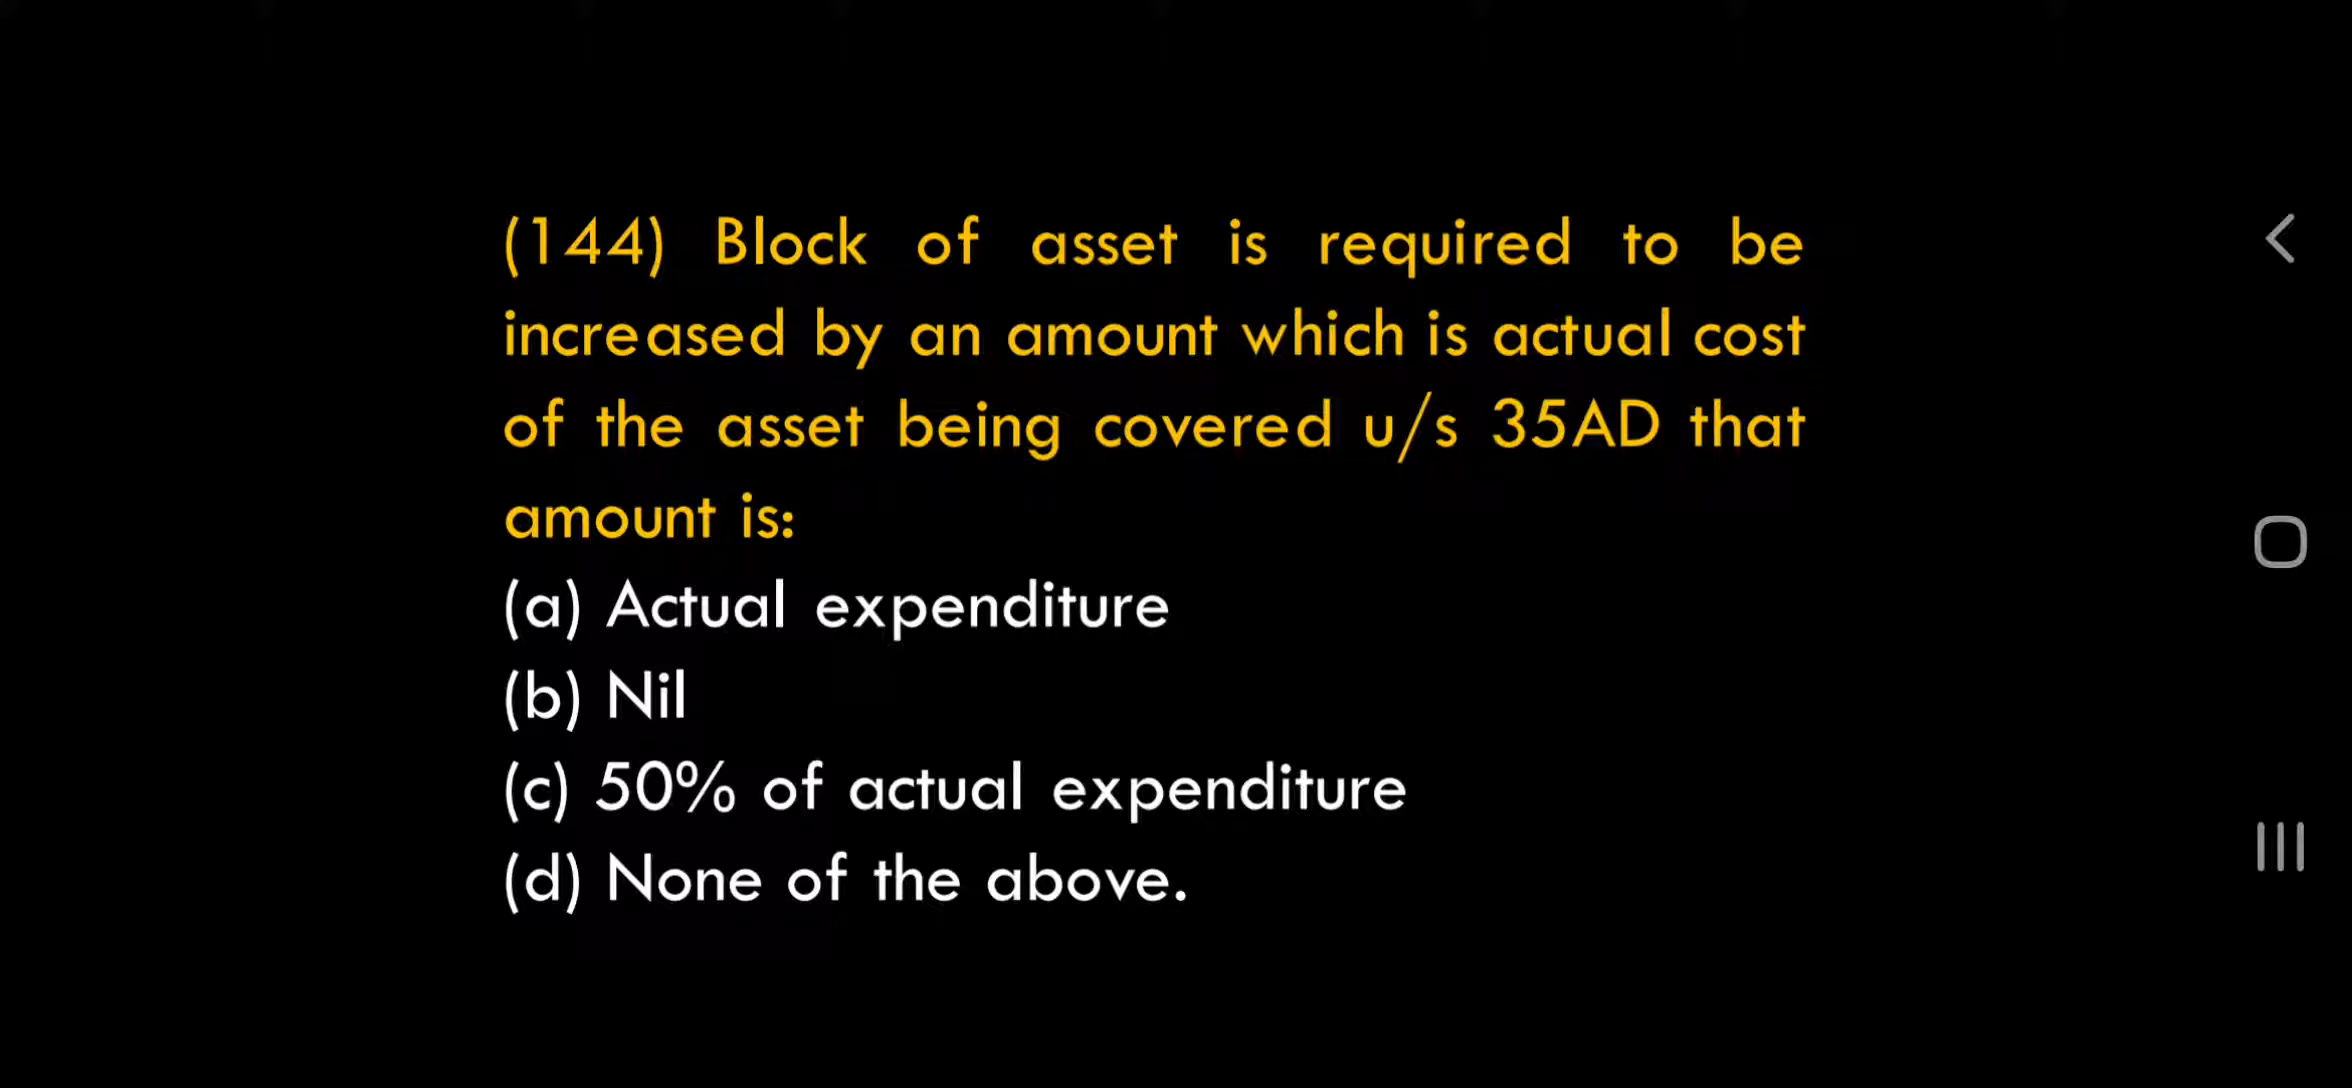 (144) Block of asset is required to be
increased by an amount which is actual cost
of the asset being covered u/s 35AD that
amount is:
(a) Actual expenditure
(b) Nil
(c) 50% of actual expenditure
(d) None of the above.